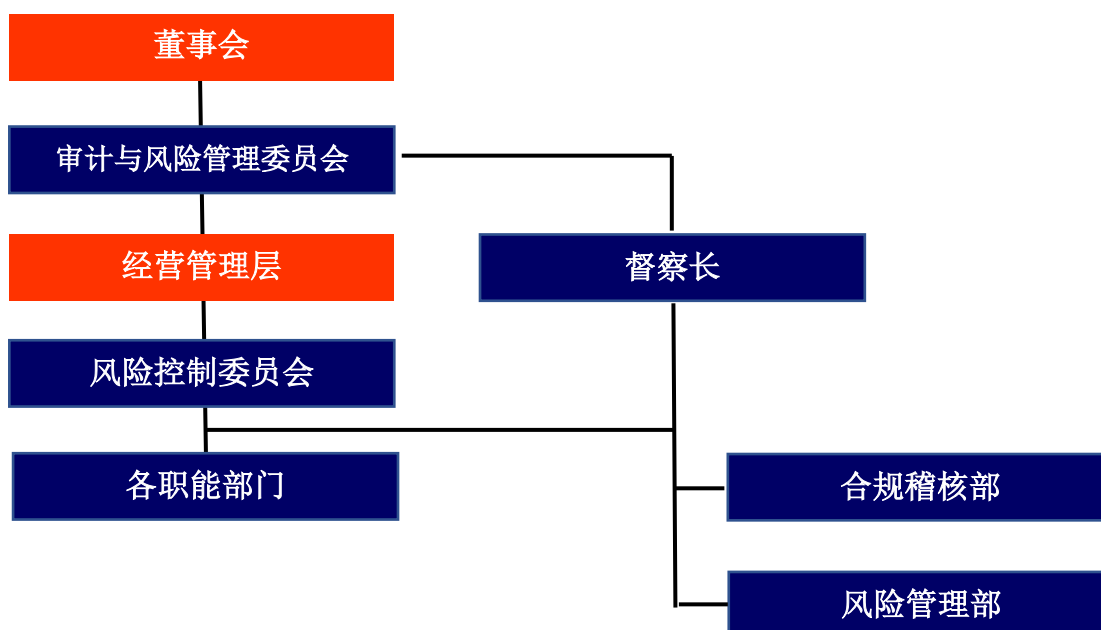 董事会
审计与风险管理委员会
经营管理层
督察长
风险控制委员会
各职能部门
合规稽核部
风险管理部